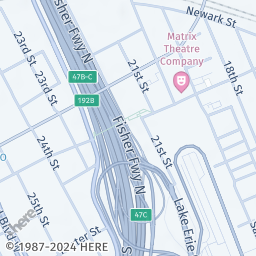 Newark St
Fisher Fwy N
23rd St
23rd St
47B-C
192B
21st St
Matrix
Theatre
Company
18th St
Fisher Fwy N
21st St
24th St
25th St
47C
Lake Erie
©1987-2024 HERE